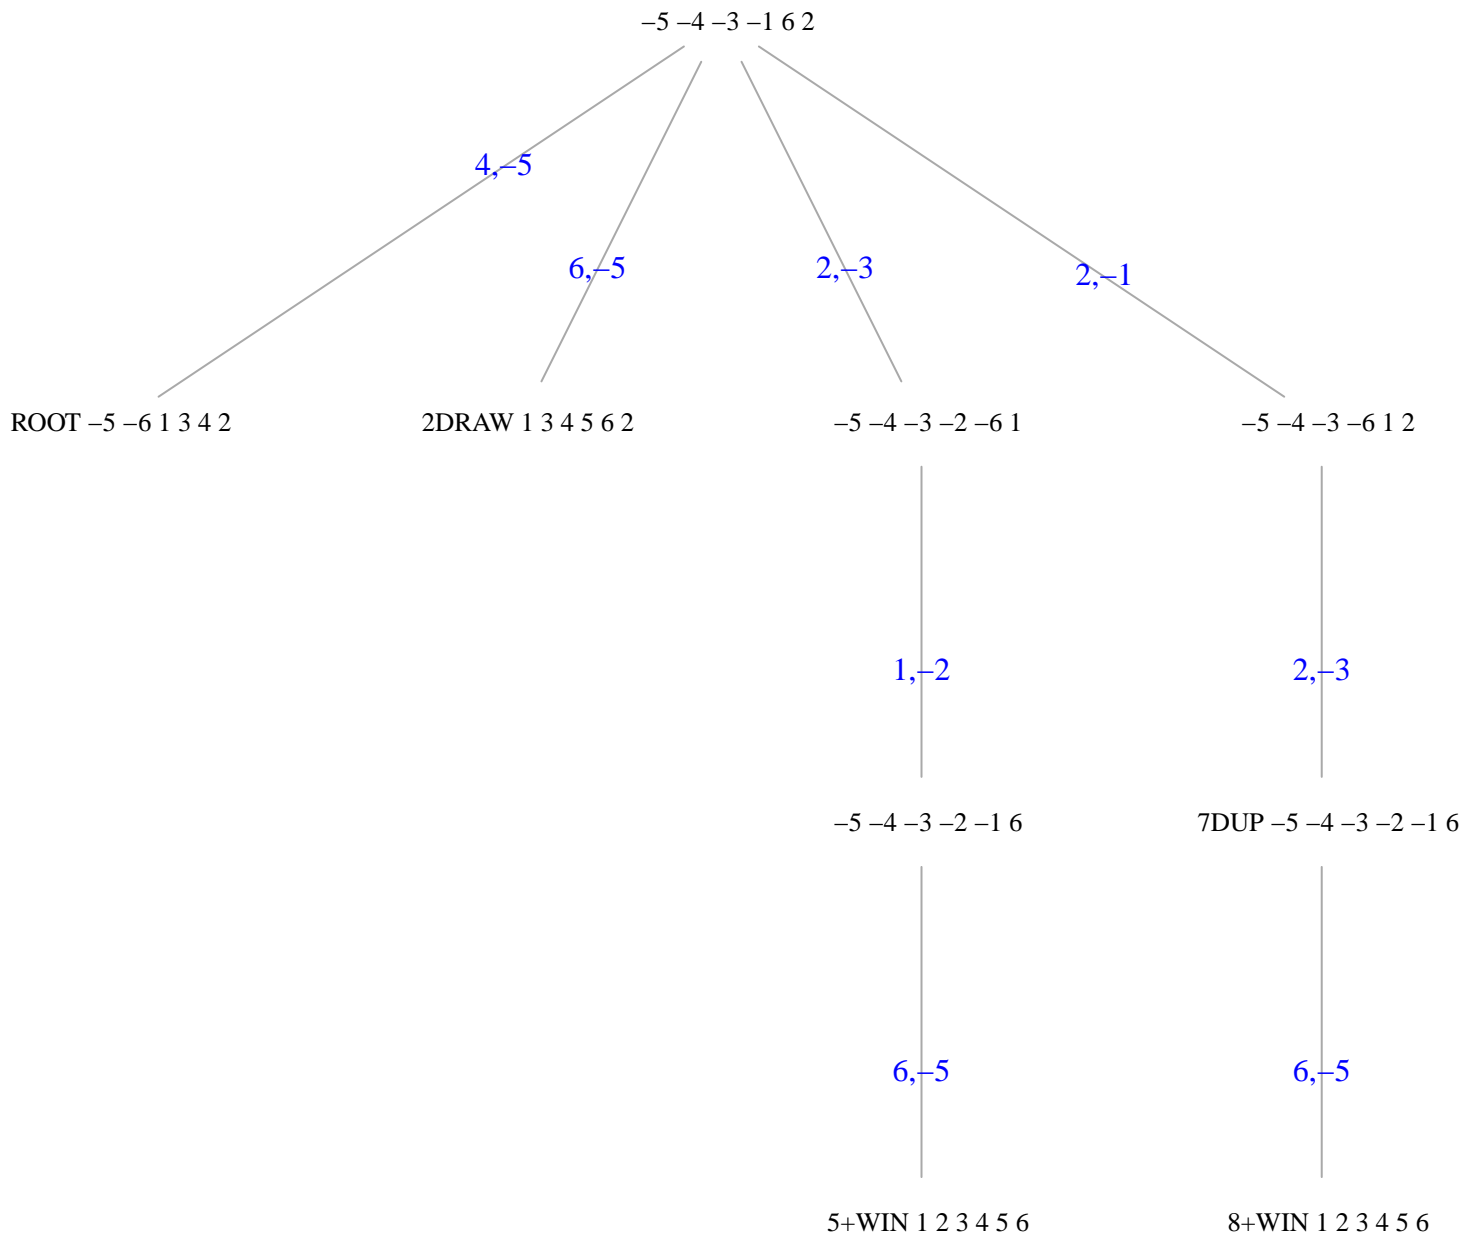 –5 –4 –3 –1 6 2
4,–5
6,–5
2,–3
2,–1
ROOT –5 –6 1 3 4 2
2DRAW 1 3 4 5 6 2
–5 –4 –3 –2 –6 1
–5 –4 –3 –6 1 2
1,–2
2,–3
–5 –4 –3 –2 –1 6
7DUP –5 –4 –3 –2 –1 6
6,–5
6,–5
5+WIN 1 2 3 4 5 6
8+WIN 1 2 3 4 5 6